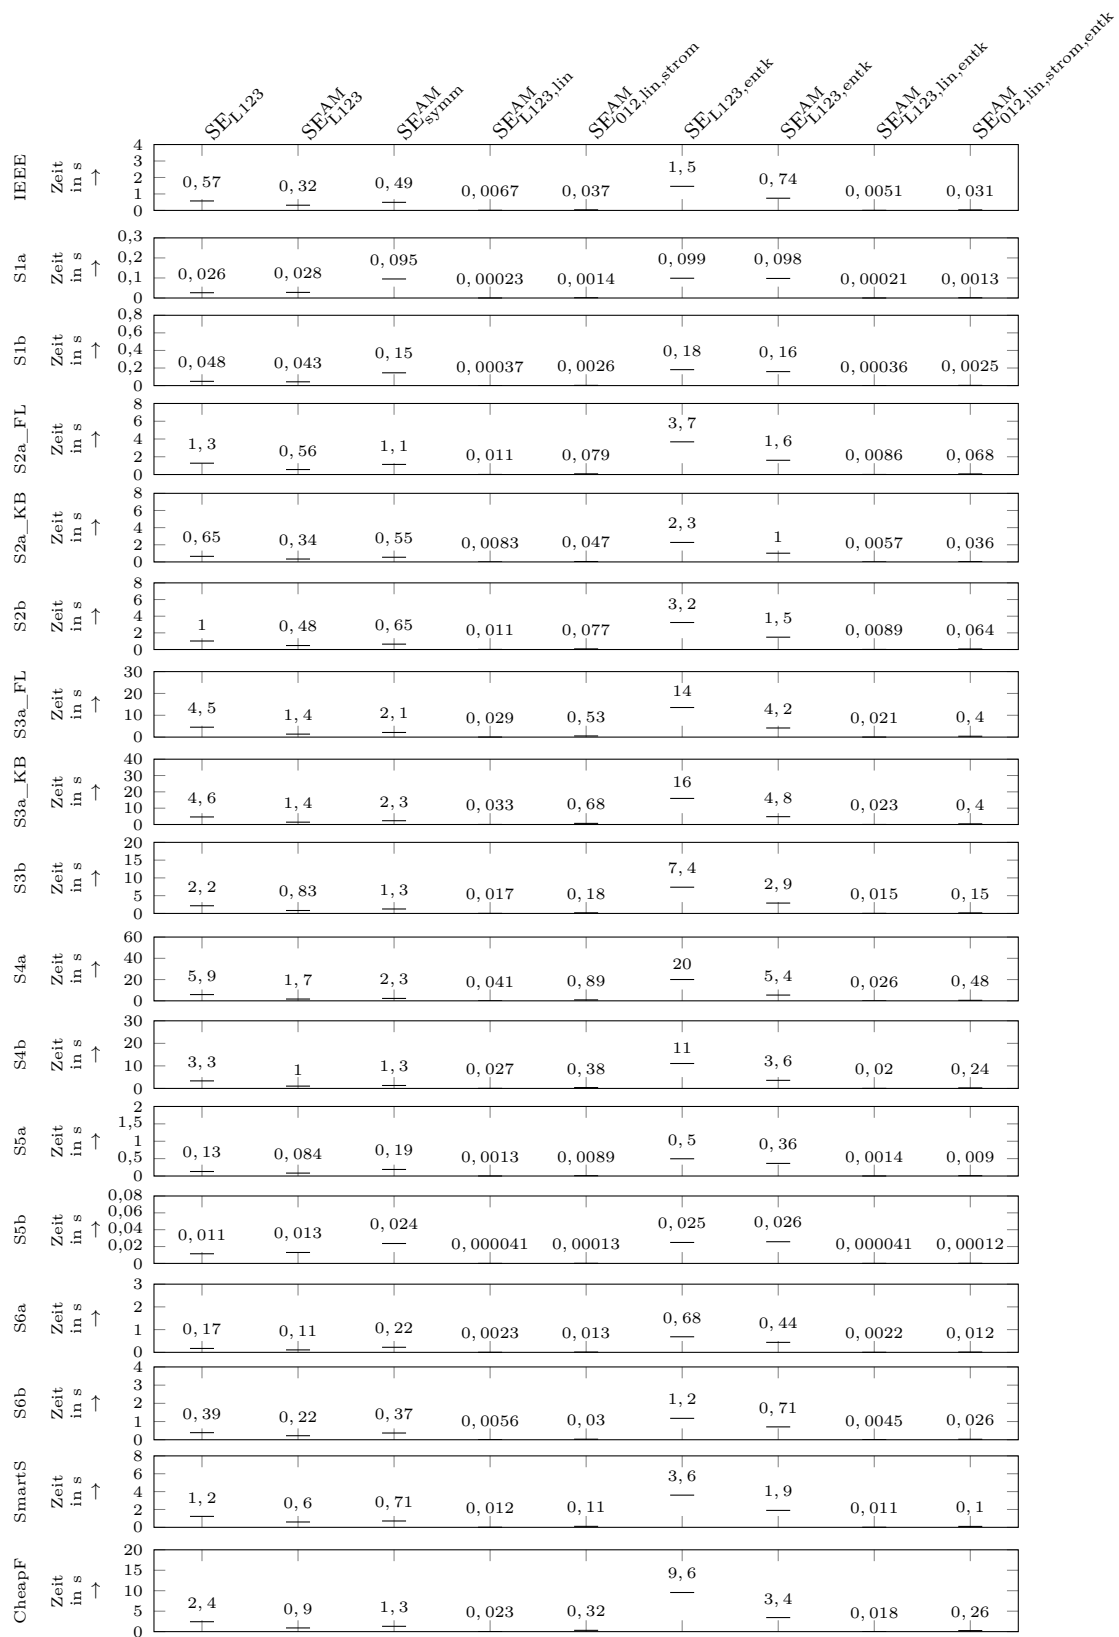 SE_L123 SE^AM_L123 SE^AM_symm SE^AM_L123,lin SE^AM_012,lin,strom SE_L123,entk SE^AM_L123,entk SE^AM_L123,lin,entk SE^AM_012,lin,strom,entk
IEEE
Zeit
in s
↑
4
3
2
1
0
0,57 0,32 0,49 0,0067 0,037 1,5 0,74 0,0051 0,031
S1a
Zeit
in s
↑
0,3
0,2
0,1
0
0,026 0,028 0,095 0,00023 0,0014 0,099 0,098 0,00021 0,0013
S1b
Zeit
in s
↑
0,8
0,6
0,4
0,2
0
0,048 0,043 0,15 0,00037 0,0026 0,18 0,16 0,00036 0,0025
S2a_FL
Zeit
in s
↑
8
6
4
2
0
1,3 0,56 1,1 0,011 0,079 3,7 1,6 0,0086 0,068
S2a_KB
Zeit
in s
↑
8
6
4
2
0
0,65 0,34 0,55 0,0083 0,047 2,3 1 0,0057 0,036
S2b
Zeit
in s
↑
8
6
4
2
0
1 0,48 0,65 0,011 0,077 3,2 1,5 0,0089 0,064
S3a_FL
Zeit
in s
↑
30
20
10
0
4,5 1,4 2,1 0,029 0,53 14 4,2 0,021 0,4
S3a_KB
Zeit
in s
↑
40
30
20
10
0
4,6 1,4 2,3 0,033 0,68 16 4,8 0,023 0,4
S3b
Zeit
in s
↑
20
15
10
5
0
2,2 0,83 1,3 0,017 0,18 7,4 2,9 0,015 0,15
S4a
Zeit
in s
↑
60
40
20
0
5,9 1,7 2,3 0,041 0,89 20 5,4 0,026 0,48
S4b
Zeit
in s
↑
30
20
10
0
3,3 1 1,3 0,027 0,38 11 3,6 0,02 0,24
S5a
Zeit
in s
↑
2
1,5
1
0,5
0
0,13 0,084 0,19 0,0013 0,0089 0,5 0,36 0,0014 0,009
S5b
Zeit
in s
↑
0,08
0,06
0,04
0,02
0
0,011 0,013 0,024 0,000041 0,00013 0,025 0,026 0,000041 0,00012
S6a
Zeit
in s
↑
3
2
1
0
0,17 0,11 0,22 0,0023 0,013 0,68 0,44 0,0022 0,012
S6b
Zeit
in s
↑
4
3
2
1
0
0,39 0,22 0,37 0,0056 0,03 1,2 0,71 0,0045 0,026
SmartS
Zeit
in s
↑
8
6
4
2
0
1,2 0,6 0,71 0,012 0,11 3,6 1,9 0,011 0,1
CheapF
Zeit
in s
↑
20
15
10
5
0
2,4 0,9 1,3 0,023 0,32 9,6 3,4 0,018 0,26